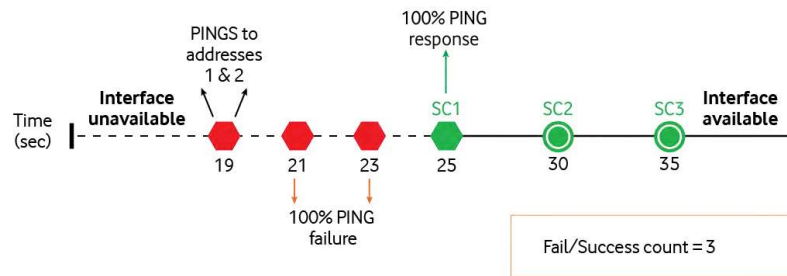 PINGS to
addresses
1 & 2
100% PING
response
Interface
unavailable
SC1
SC2
SC3
Interface
available
Time
(sec)
19
21
23
25
30
35
100% PING
failure
Fail/Success count = 3